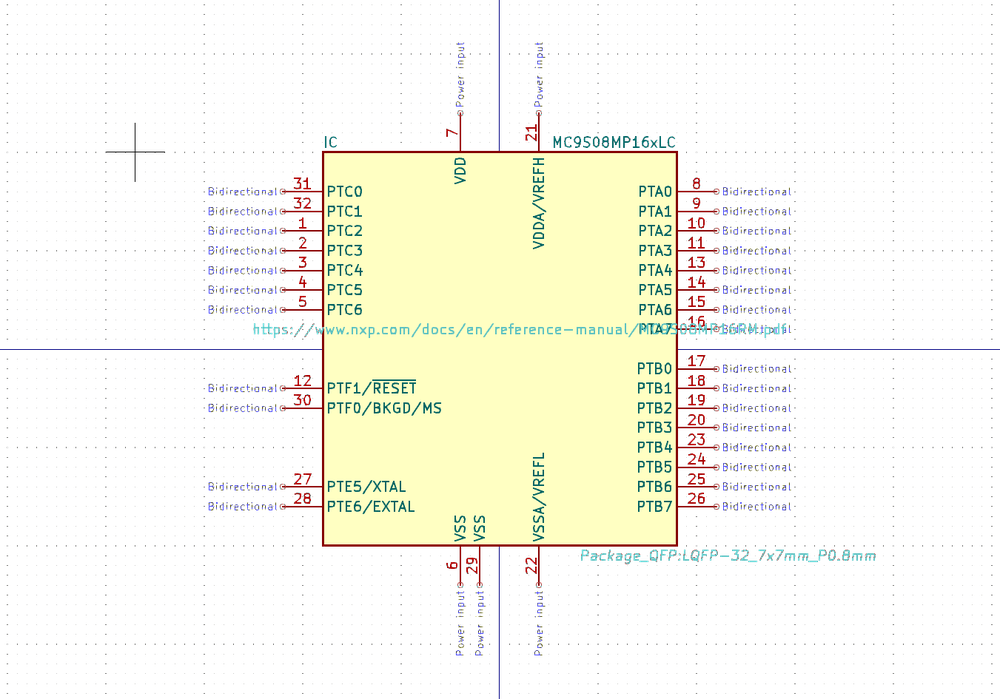 Power input
Power input
7
21
IC
MC9S08MP16xLC
VDD
VDDA/VREFH
Bidirectional 31 PTC0
PTA0 8 Bidirectional
Bidirectional 32 PTC1
PTA1 9 Bidirectional
Bidirectional 1 PTC2
PTA2 10 Bidirectional
Bidirectional 2 PTC3
PTA3 11 Bidirectional
Bidirectional 3 PTC4
PTA4 13 Bidirectional
Bidirectional 4 PTC5
PTA5 14 Bidirectional
Bidirectional 5 PTC6
PTA6 15 Bidirectional
https://www.nxp.com/docs/en/reference-manual/MC9S08MP16RM.pdf
PTA7 16 Bidirectional
PTB0 17 Bidirectional
Bidirectional 12 PTF1/RESET
PTB1 18 Bidirectional
Bidirectional 30 PTF0/BKGD/MS
PTB2 19 Bidirectional
PTB3 20 Bidirectional
PTB4 23 Bidirectional
PTB5 24 Bidirectional
Bidirectional 27 PTE5/XTAL
PTB6 25 Bidirectional
Bidirectional 28 PTE6/EXTAL
PTB7 26 Bidirectional
VSS
VSS
VSSA/VREFL
Package_QFP:LQFP-32_7x7mm_P0.8mm
6
29
22
Power input
Power input
Power input